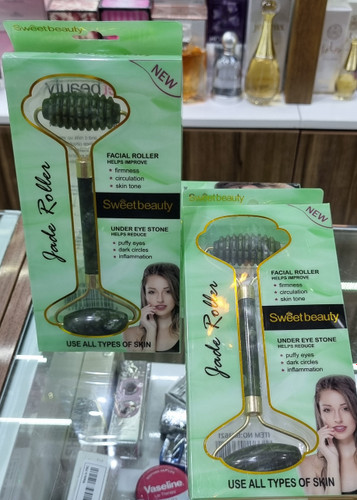 Sweetbeauty
NEW
Jade Roller
FACIAL ROLLER
HELPS IMPROVE
• firmness
• circulation
• skin tone
Sweetbeauty
UNDER EYE STONE
HELPS REDUCE
• puffy eyes
• dark circles
• inflammation
USE ALL TYPES OF SKIN
Sweetbeauty
NEW
Jade Roller
FACIAL ROLLER
HELPS IMPROVE
• firmness
• circulation
• skin tone
Sweetbeauty
UNDER EYE STONE
HELPS REDUCE
• puffy eyes
• dark circles
• inflammation
USE ALL TYPES OF SKIN
Vaseline